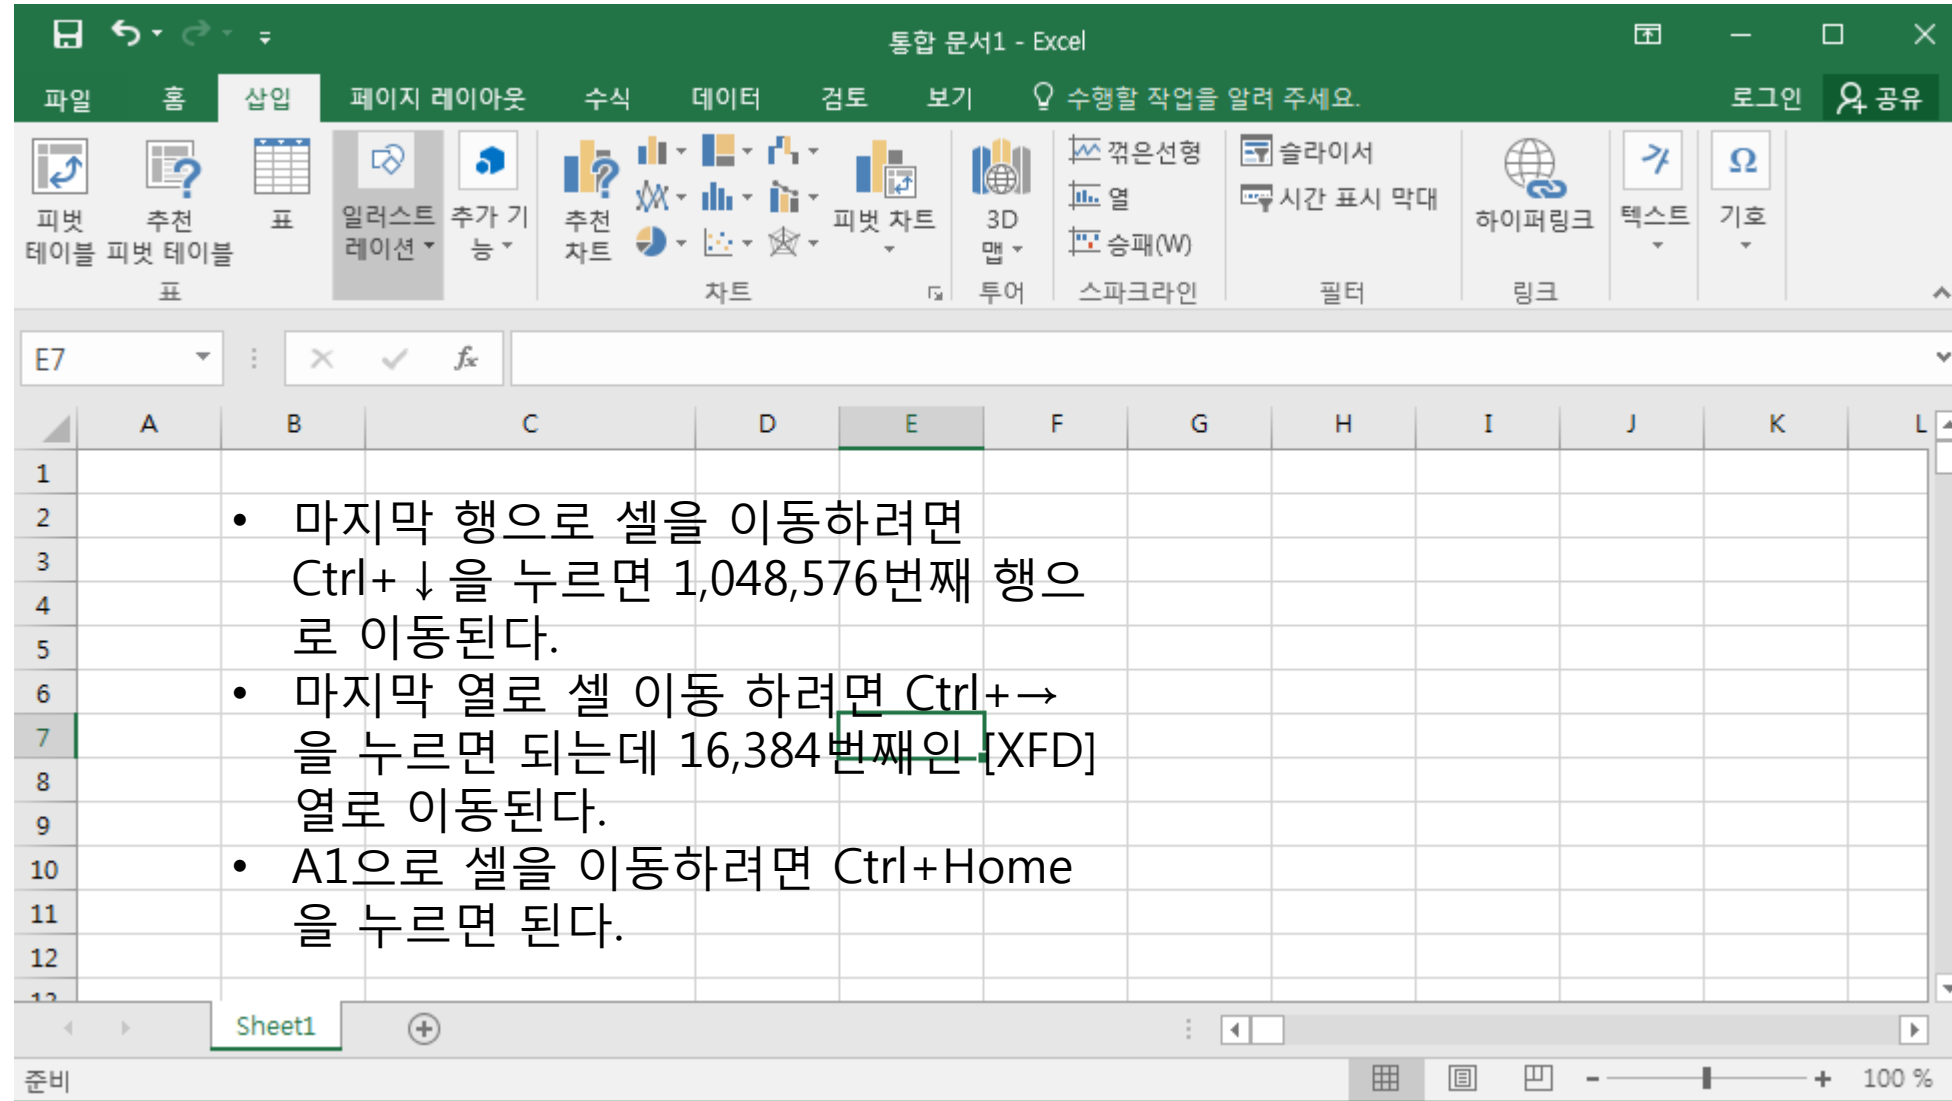 통합 문서1 - Excel
파일 홈 삽입 페이지 레이아웃 수식 데이터 검토 보기 수행할 작업을 알려 주세요. 로그인 공유
피벗 테이블
추천 피벗 테이블
표
일러스트레이션
추가 기능
추천 차트
피벗 차트
3D 맵
꺾은선형
열
승패(W)
슬라이서
시간 표시 막대
하이퍼링크
텍스트
기호
표 차트 투어 스파크라인 필터 링크
E7 fx
A B C D E F G H I J K L
1
2
• 마지막 행으로 셀을 이동하려면
3
Ctrl+↓을 누르면 1,048,576번째 행으
4
로 이동된다.
5
6
• 마지막 열로 셀 이동 하려면 Ctrl+→
7
을 누르면 되는데 16,384번째인 [XFD]
8
열로 이동된다.
9
10
• A1으로 셀을 이동하려면 Ctrl+Home
11
을 누르면 된다.
12
13
Sheet1
준비 100 %